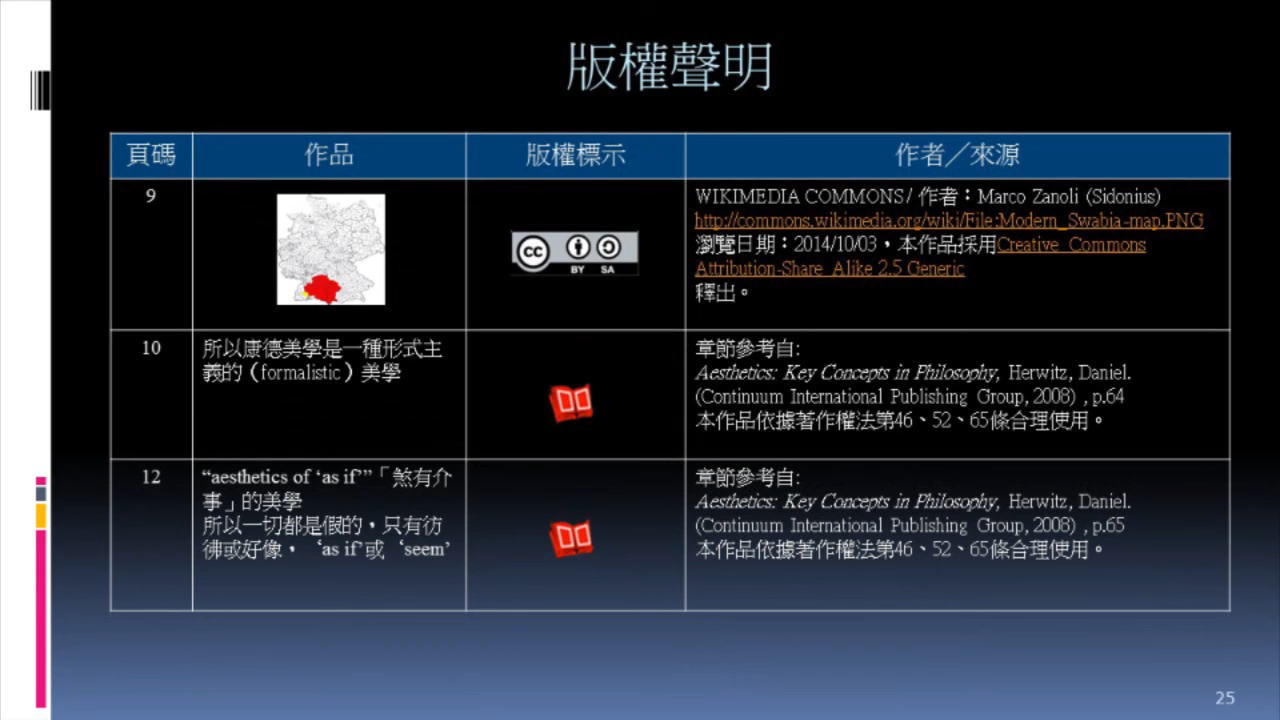 版權聲明
頁碼 作品 版權標示 作者／來源
9
cc BY SA
WIKIMEDIA COMMONS/ 作者：Marco Zanoli (Sidonius)
http://commons.wikimedia.org/wiki/File:Modern_Swabia-map.PNG
瀏覽日期：2014/10/03，本作品採用Creative Commons
Attribution-Share Alike 2.5 Generic
釋出。
10
所以康德美學是一種形式主
義的（formalistic）美學
章節參考自:
Aesthetics: Key Concepts in Philosophy, Herwitz, Daniel.
(Continuum International Publishing Group, 2008) , p.64
本作品依據著作權法第46、52、65條合理使用。
12
“aesthetics of ‘as if’”「煞有介
事」的美學
所以一切都是假的，只有彷
彿或好像，‘as if’或‘seem’
章節參考自:
Aesthetics: Key Concepts in Philosophy, Herwitz, Daniel.
(Continuum International Publishing Group, 2008) , p.65
本作品依據著作權法第46、52、65條合理使用。
25